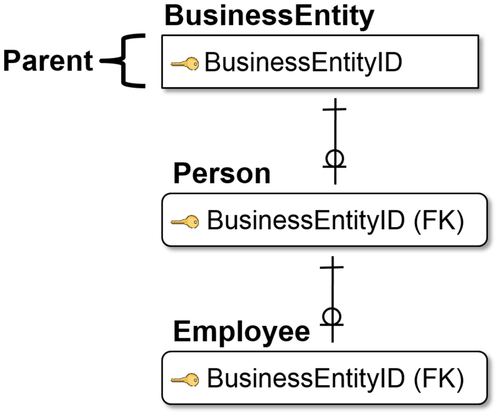 BusinessEntity
Parent
BusinessEntityID
Person
BusinessEntityID (FK)
Employee
BusinessEntityID (FK)